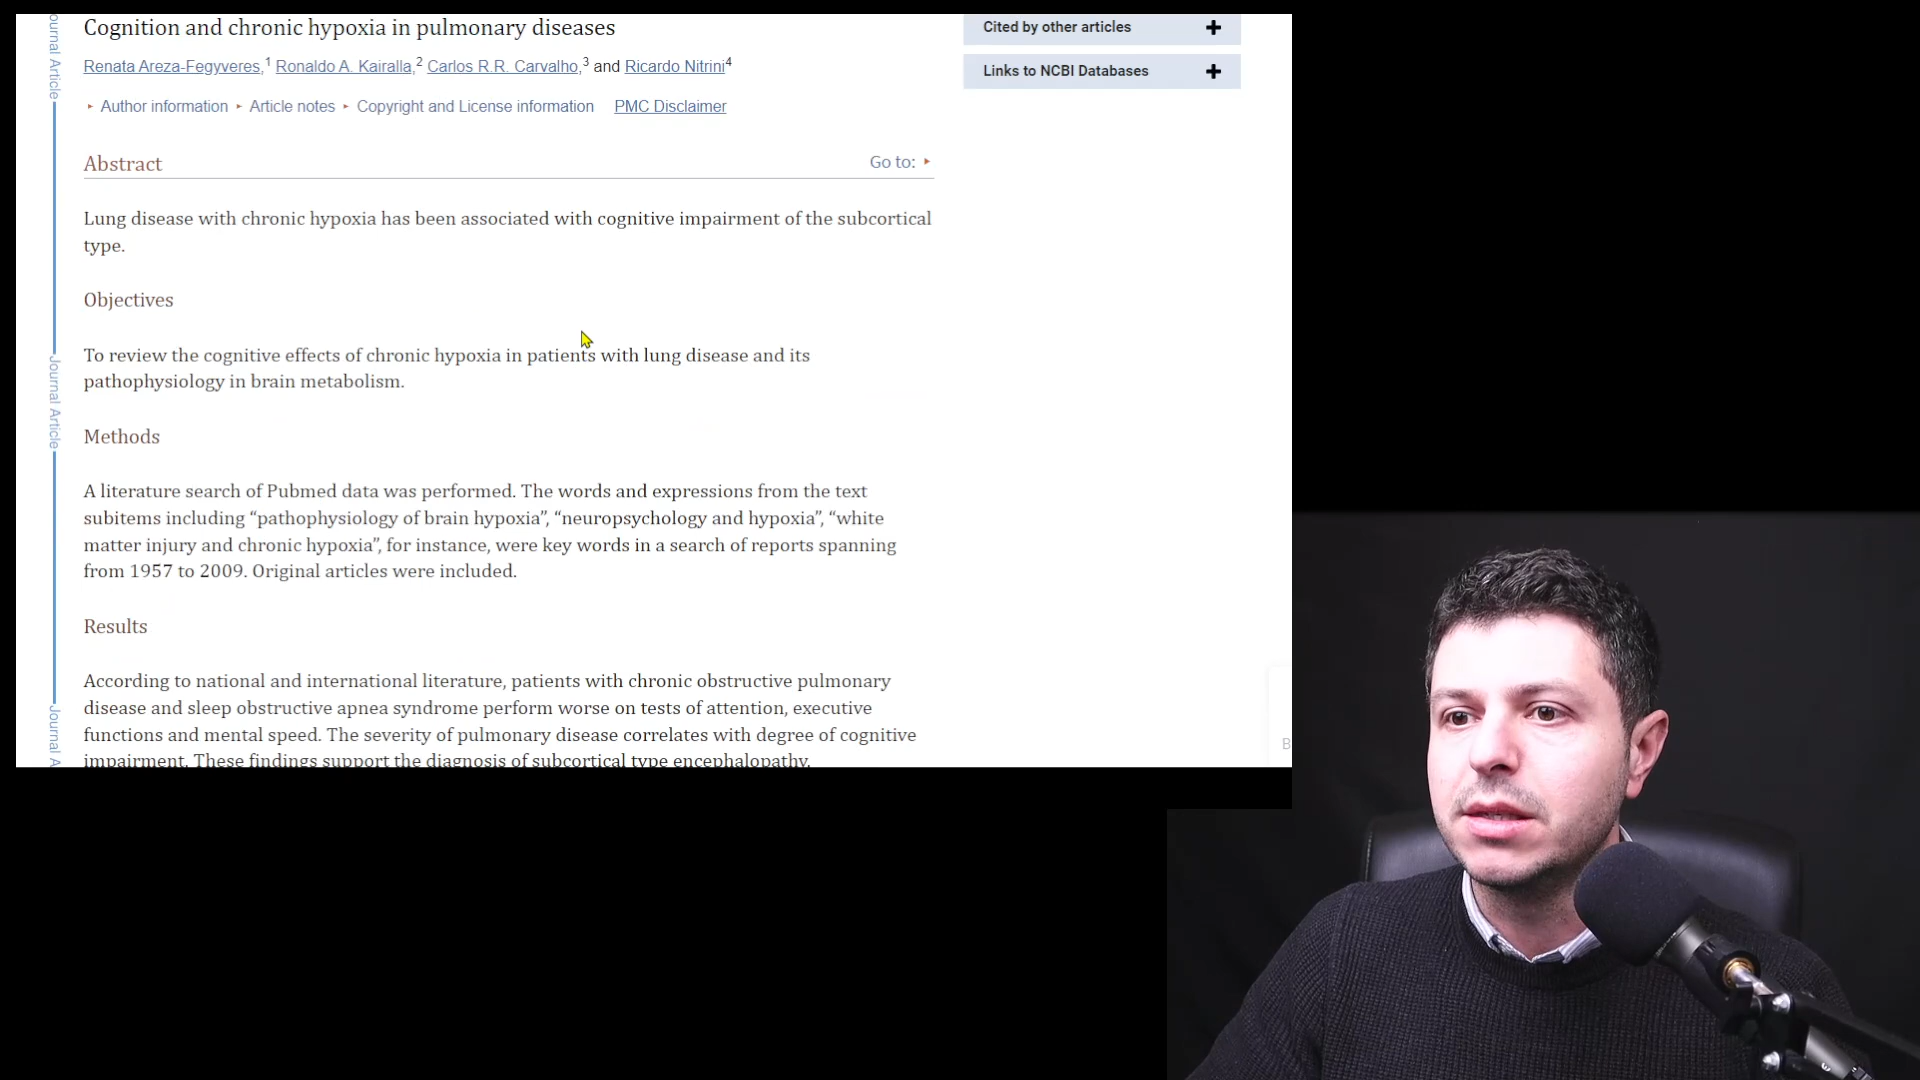 Cognition and chronic hypoxia in pulmonary diseases
Renata Areza-Fegyveres,1 Ronaldo A. Kairalla,2 Carlos R.R. Carvalho,3 and Ricardo Nitrini4
Author information Article notes Copyright and License information PMC Disclaimer
Abstract
Go to:
Lung disease with chronic hypoxia has been associated with cognitive impairment of the subcortical
type.
Objectives
To review the cognitive effects of chronic hypoxia in patients with lung disease and its
pathophysiology in brain metabolism.
Methods
A literature search of Pubmed data was performed. The words and expressions from the text
subitems including “pathophysiology of brain hypoxia”, “neuropsychology and hypoxia”, “white
matter injury and chronic hypoxia”, for instance, were key words in a search of reports spanning
from 1957 to 2009. Original articles were included.
Results
According to national and international literature, patients with chronic obstructive pulmonary
disease and sleep obstructive apnea syndrome perform worse on tests of attention, executive
functions and mental speed. The severity of pulmonary disease correlates with degree of cognitive
impairment. These findings support the diagnosis of subcortical type encephalopathy.
Cited by other articles
Links to NCBI Databases
ournal Article
Journal Article
Journal A
B